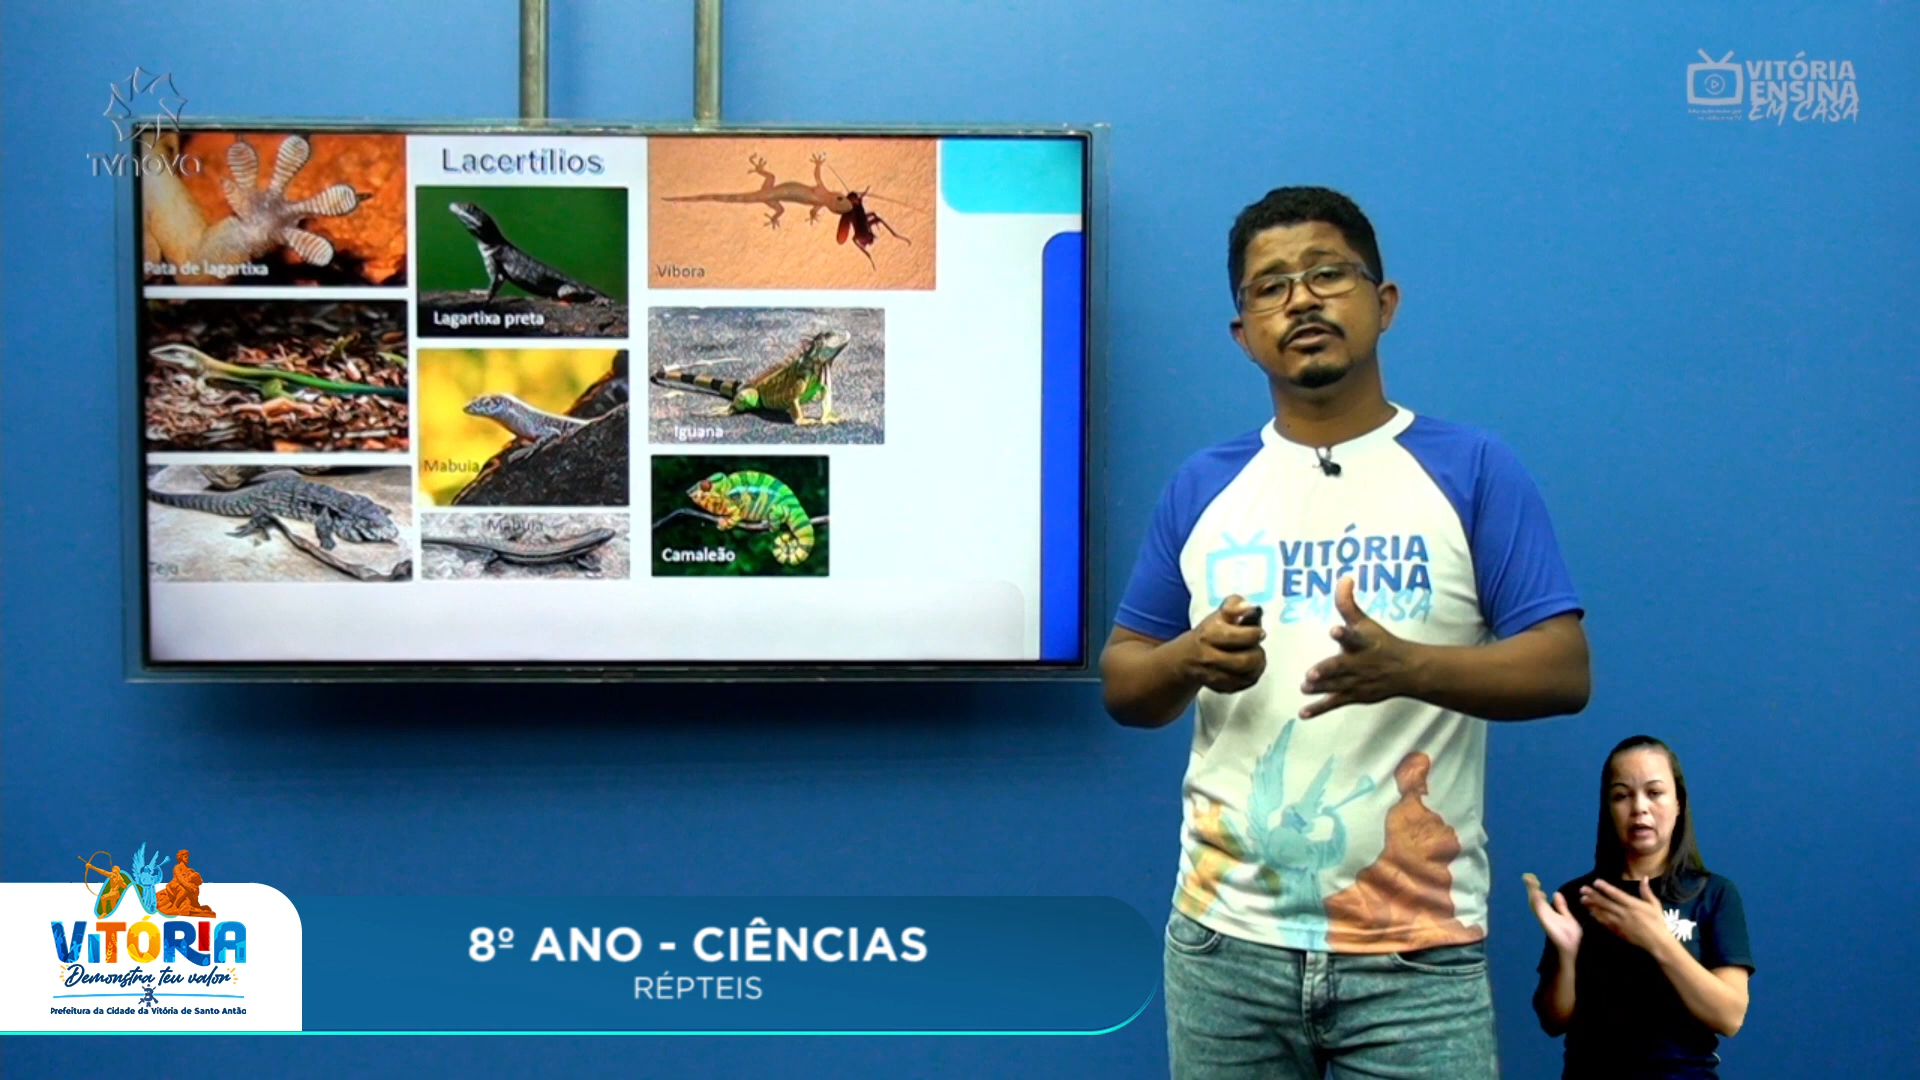 TVNOVA
VITÓRIA
ENSINA
EM CASA
Lacertílios
Pata de lagartixa
Lagartixa preta
Víbora
Mabuia
Iguana
Mabuia
Camaleão
Tejo
VITÓRIA
ENSINA
EM CASA
VITÓRIA
Demonstra teu valor
Prefeitura da Cidade da Vitória de Santo Antão
8º ANO - CIÊNCIAS
RÉPTEIS